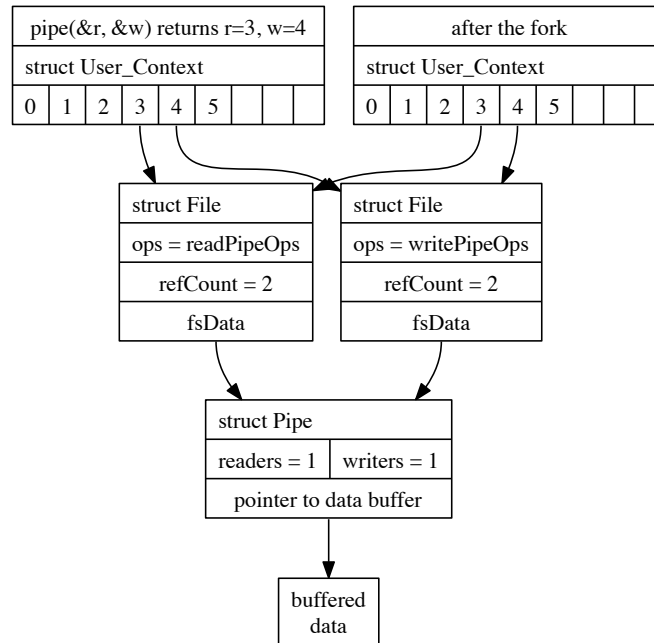 pipe(&r, &w) returns r=3, w=4
struct User_Context
0 1 2 3 4 5
after the fork
struct User_Context
0 1 2 3 4 5
struct File
ops = readPipeOps
refCount = 2
fsData
struct File
ops = writePipeOps
refCount = 2
fsData
struct Pipe
readers = 1 writers = 1
pointer to data buffer
buffered
data